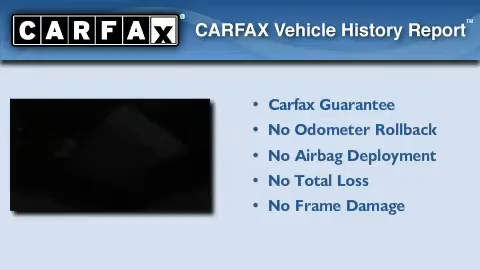 CARFAX® CARFAX Vehicle History Report™
• Carfax Guarantee
• No Odometer Rollback
• No Airbag Deployment
• No Total Loss
• No Frame Damage